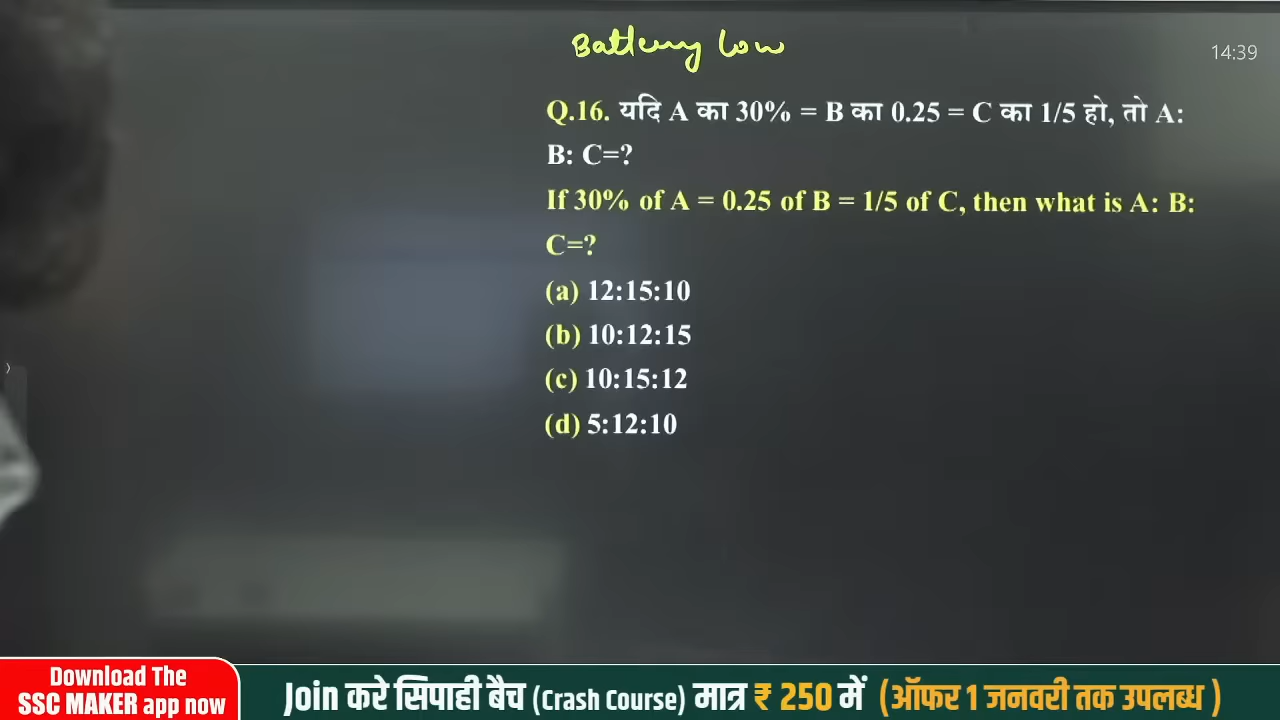 Battery low
14:39
Q.16. यदि A का 30% = B का 0.25 = C का 1/5 हो, तो A:
B: C=?
If 30% of A = 0.25 of B = 1/5 of C, then what is A: B:
C=?
(a) 12:15:10
(b) 10:12:15
(c) 10:15:12
(d) 5:12:10
Download The
SSC MAKER app now
Join करे सिपाही बैच (Crash Course) मात्र ₹ 250 में (ऑफर 1 जनवरी तक उपलब्ध )